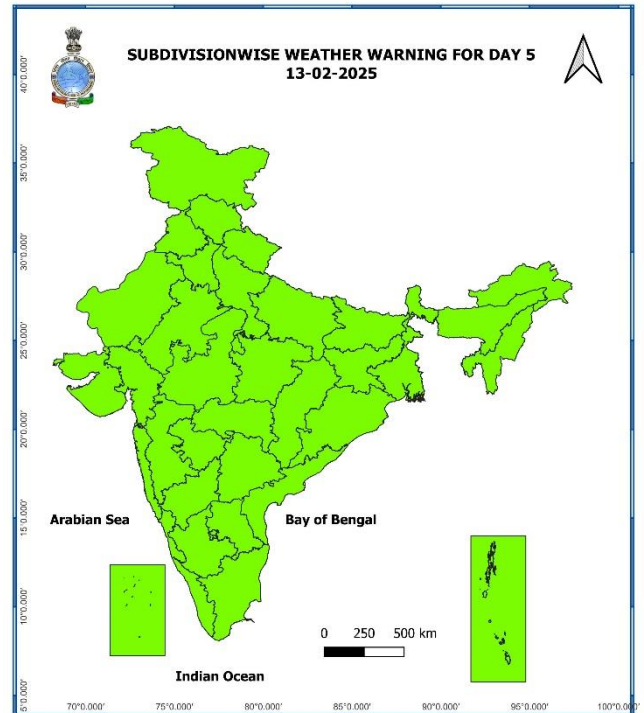 SUBDIVISIONWISE WEATHER WARNING FOR DAY 5
13-02-2025
40°0.000'
35°0.000'
30°0.000'
25°0.000'
20°0.000'
15°0.000'
10°0.000'
5°0.000'
Arabian Sea
Bay of Bengal
0 250 500 km
Indian Ocean
70°0.000' 75°0.000' 80°0.000' 85°0.000' 90°0.000' 95°0.000' 100°0.000'